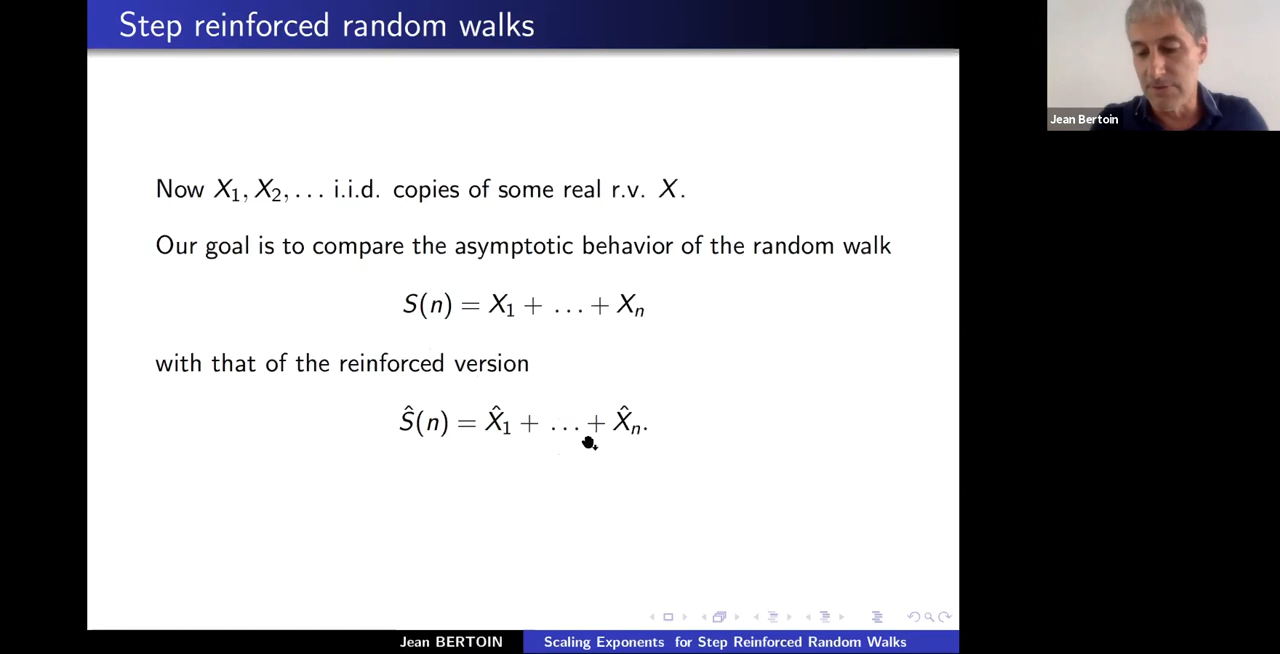 Step reinforced random walks
Now X₁, X₂, . . . i.i.d. copies of some real r.v. X.
Our goal is to compare the asymptotic behavior of the random walk
S(n) = X₁ + . . . + Xₙ
with that of the reinforced version
Ŝ(n) = X̂₁ + . . . + X̂ₙ.
Jean BERTOIN
Scaling Exponents for Step Reinforced Random Walks
Jean Bertoin